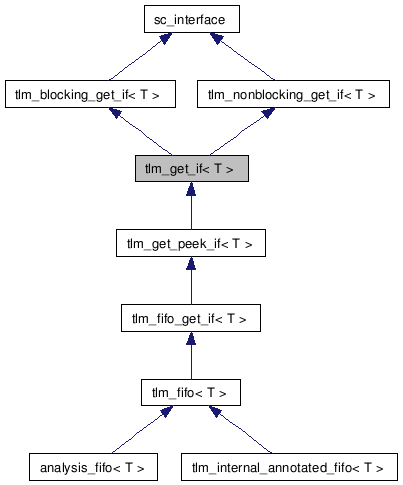 sc_interface
tlm_blocking_get_if< T >
tlm_nonblocking_get_if< T >
tlm_get_if< T >
tlm_get_peek_if< T >
tlm_fifo_get_if< T >
tlm_fifo< T >
analysis_fifo< T >
tlm_internal_annotated_fifo< T >